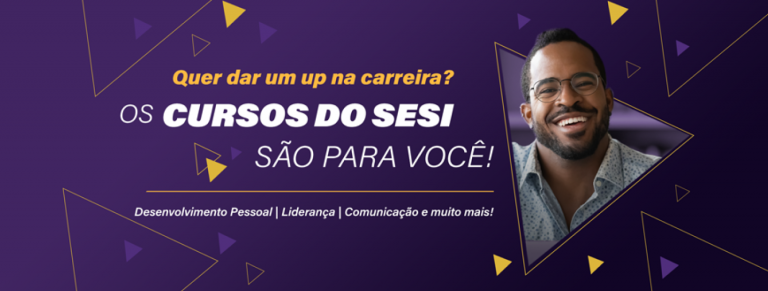 Quer dar um up na carreira?
OS CURSOS DO SESI
SÃO PARA VOCÊ!
Desenvolvimento Pessoal | Liderança | Comunicação e muito mais!